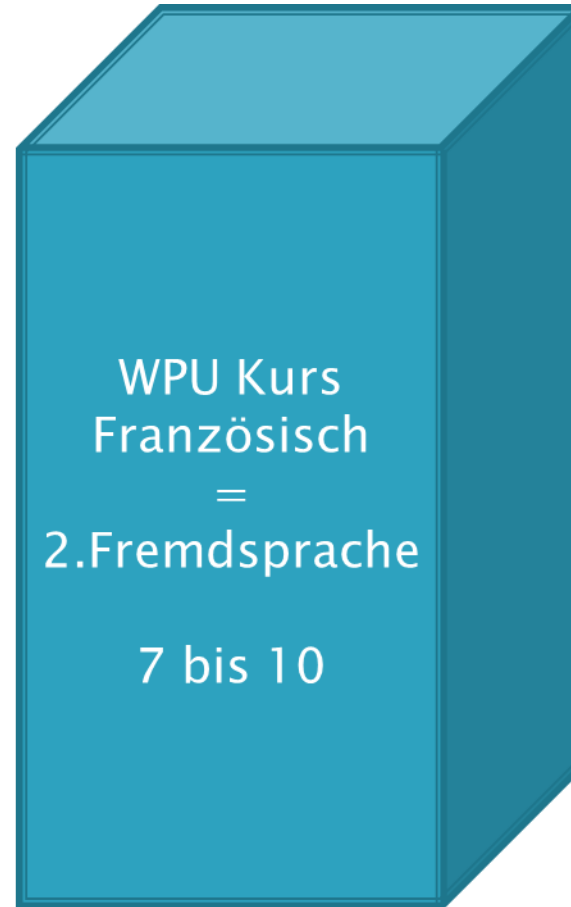 WPU Kurs
Französisch
=
2.Fremdsprache
7 bis 10